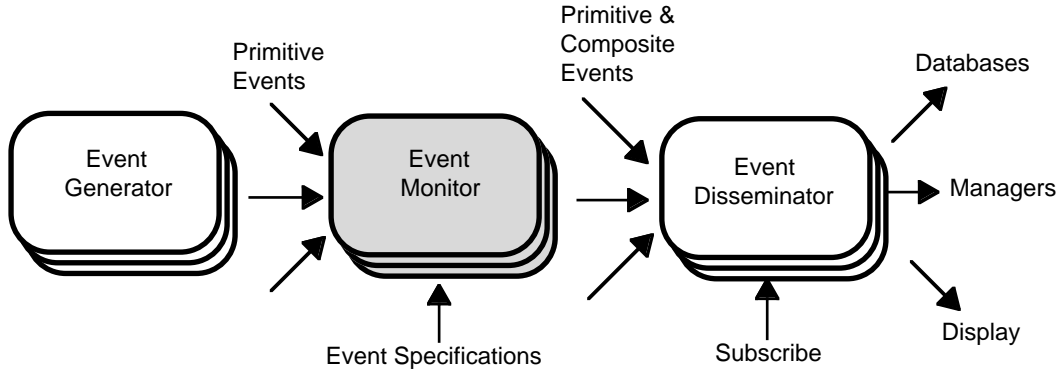 Primitive
Events
Primitive &
Composite
Events
Databases
Event
Generator
Event
Monitor
Event
Disseminator
Managers
Display
Event Specifications
Subscribe